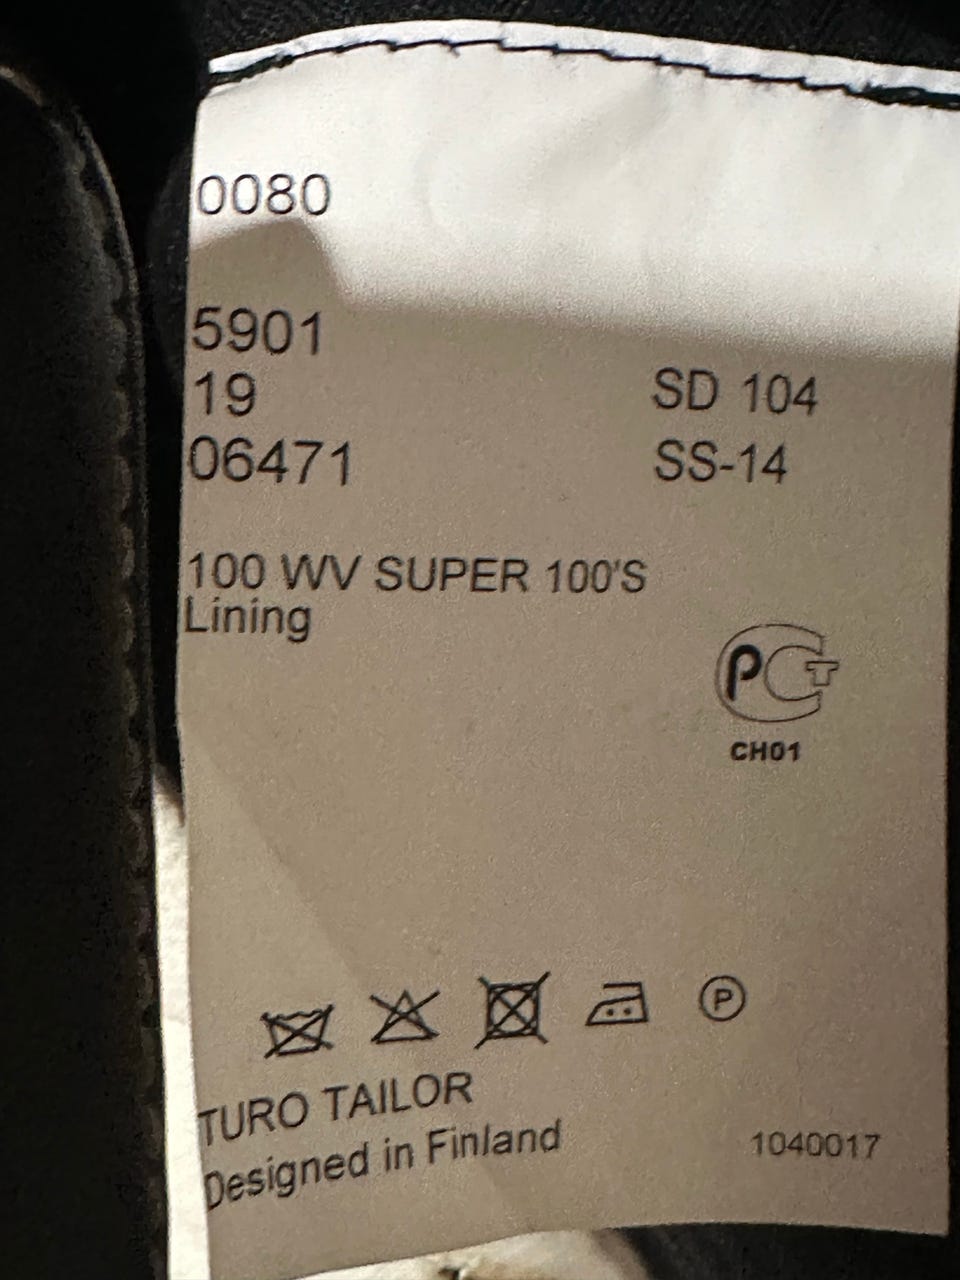 0080
5901
19 SD 104
06471 SS-14
100 WV SUPER 100'S
Lining
РСТ
CH01
P
TURO TAILOR
Designed in Finland
1040017